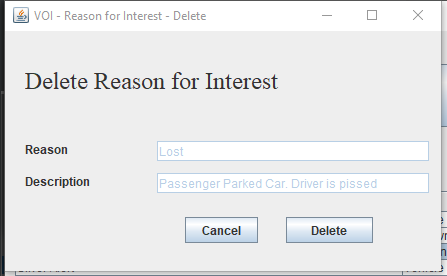 VOI - Reason for Interest - Delete
Delete Reason for Interest
Reason Lost
Description Passenger Parked Car. Driver is pissed
Cancel Delete